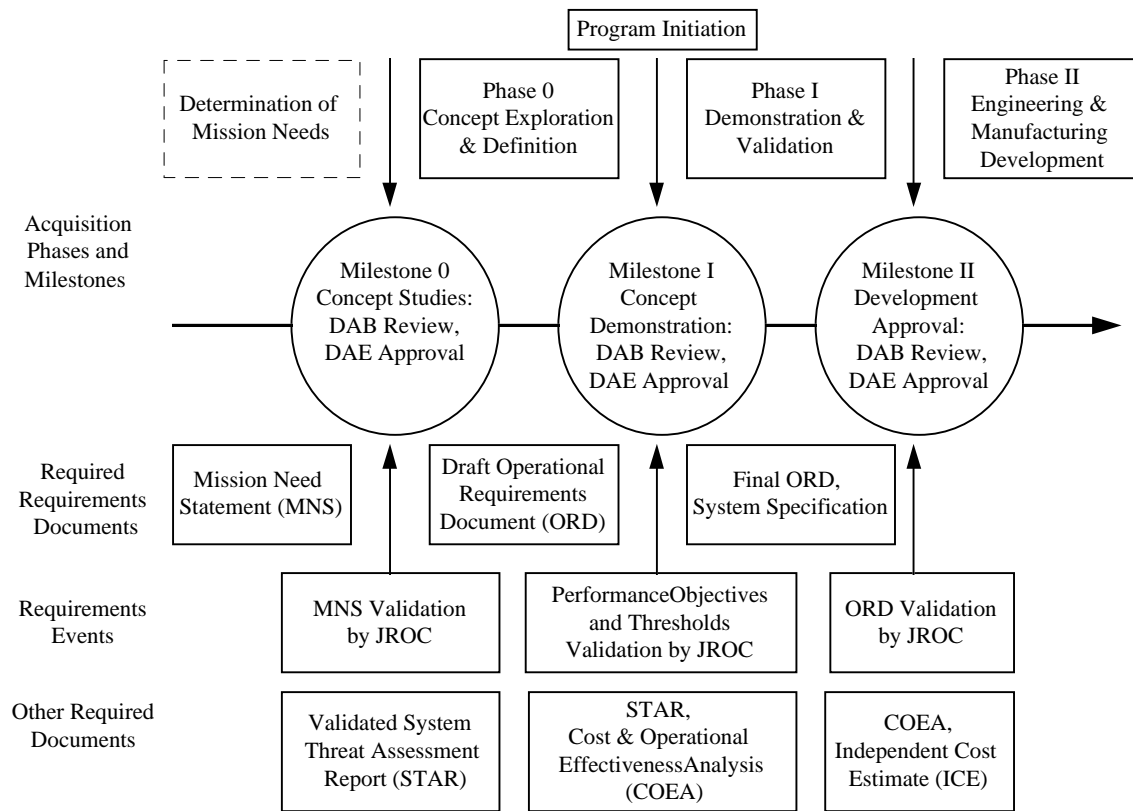 Program Initiation
Determination of
Mission Needs
Phase 0
Concept Exploration
& Definition
Phase I
Demonstration &
Validation
Phase II
Engineering &
Manufacturing
Development
Acquisition
Phases and
Milestones
Milestone 0
Concept Studies:
DAB Review,
DAE Approval
Milestone I
Concept
Demonstration:
DAB Review,
DAE Approval
Milestone II
Development
Approval:
DAB Review,
DAE Approval
Required
Requirements
Documents
Mission Need
Statement (MNS)
Draft Operational
Requirements
Document (ORD)
Final ORD,
System Specification
Requirements
Events
MNS Validation
by JROC
PerformanceObjectives
and Thresholds
Validation by JROC
ORD Validation
by JROC
Other Required
Documents
Validated System
Threat Assessment
Report (STAR)
STAR,
Cost & Operational
EffectivenessAnalysis
(COEA)
COEA,
Independent Cost
Estimate (ICE)